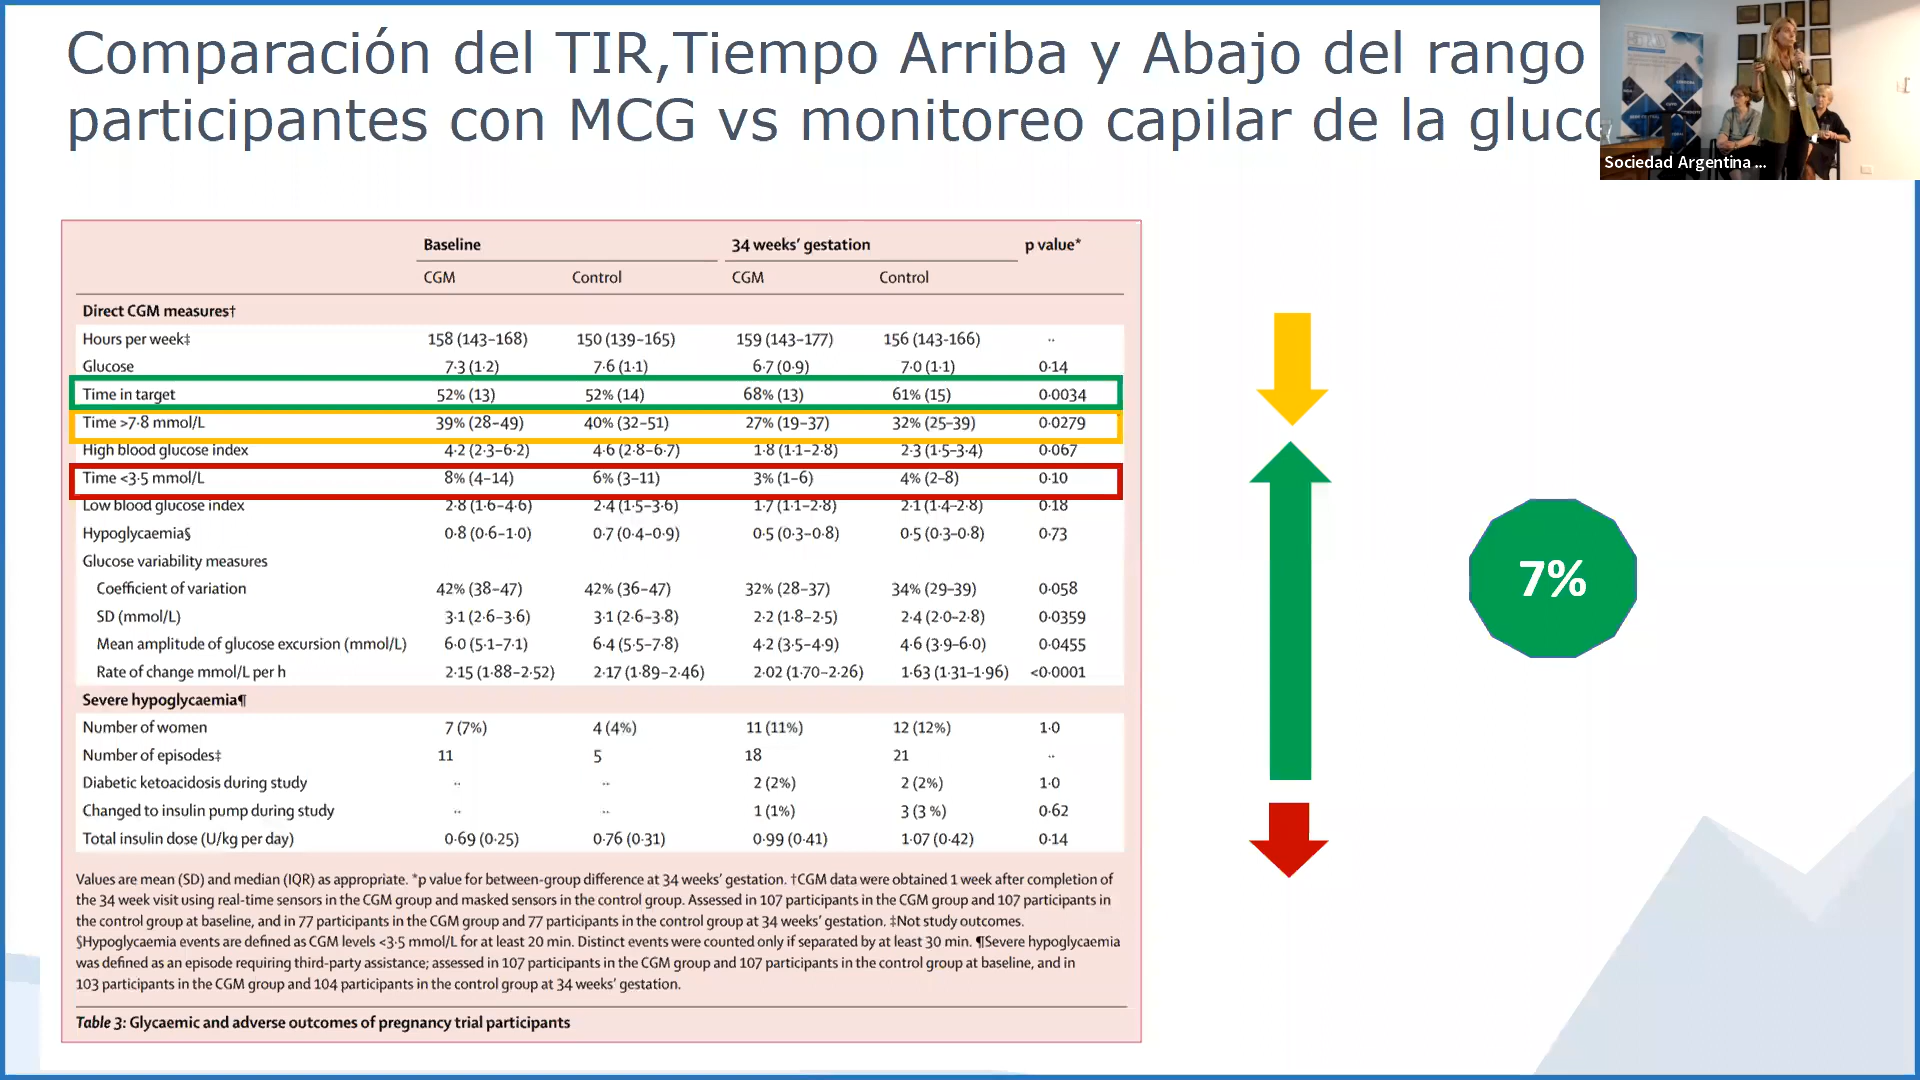 Comparación del TIR,Tiempo Arriba y Abajo del rango
participantes con MCG vs monitoreo capilar de la gluco
Sociedad Argentina ...
Baseline 34 weeks' gestation p value*
CGM Control CGM Control
Direct CGM measures†
Hours per week‡ 158 (143–168) 150 (139–165) 159 (143–177) 156 (143-166) ··
Glucose 7·3 (1·2) 7·6 (1·1) 6·7 (0·9) 7·0 (1·1) 0·14
Time in target 52% (13) 52% (14) 68% (13) 61% (15) 0·0034
Time >7·8 mmol/L 39% (28–49) 40% (32–51) 27% (19–37) 32% (25–39) 0·0279
High blood glucose index 4·2 (2·3–6·2) 4·6 (2·8–6·7) 1·8 (1·1–2·8) 2·3 (1·5–3·4) 0·067
Time <3·5 mmol/L 8% (4–14) 6% (3–11) 3% (1–6) 4% (2–8) 0·10
Low blood glucose index 2·8 (1·6–4·6) 2·4 (1·5–3·6) 1·7 (1·1–2·8) 2·1 (1·4–2·8) 0·18
Hypoglycaemia§ 0·8 (0·6–1·0) 0·7 (0·4–0·9) 0·5 (0·3–0·8) 0·5 (0·3–0·8) 0·73
Glucose variability measures
Coefficient of variation 42% (38–47) 42% (36–47) 32% (28–37) 34% (29–39) 0·058
SD (mmol/L) 3·1 (2·6–3·6) 3·1 (2·6–3·8) 2·2 (1·8–2·5) 2·4 (2·0–2·8) 0·0359
Mean amplitude of glucose excursion (mmol/L) 6·0 (5·1–7·1) 6·4 (5·5–7·8) 4·2 (3·5–4·9) 4·6 (3·9–6·0) 0·0455
Rate of change mmol/L per h 2·15 (1·88–2·52) 2·17 (1·89–2·46) 2·02 (1·70–2·26) 1·63 (1·31–1·96) <0·0001
Severe hypoglycaemia¶
Number of women 7 (7%) 4 (4%) 11 (11%) 12 (12%) 1·0
Number of episodes‡ 11 5 18 21 ··
Diabetic ketoacidosis during study ·· ·· 2 (2%) 2 (2%) 1·0
Changed to insulin pump during study ·· ·· 1 (1%) 3 (3 %) 0·62
Total insulin dose (U/kg per day) 0·69 (0·25) 0·76 (0·31) 0·99 (0·41) 1·07 (0·42) 0·14
Values are mean (SD) and median (IQR) as appropriate. *p value for between-group difference at 34 weeks' gestation. †CGM data were obtained 1 week after completion of
the 34 week visit using real-time sensors in the CGM group and masked sensors in the control group. Assessed in 107 participants in the CGM group and 107 participants in
the control group at baseline, and in 77 participants in the CGM group and 77 participants in the control group at 34 weeks' gestation. ‡Not study outcomes.
§Hypoglycaemia events are defined as CGM levels <3·5 mmol/L for at least 20 min. Distinct events were counted only if separated by at least 30 min. ¶Severe hypoglycaemia
was defined as an episode requiring third-party assistance; assessed in 107 participants in the CGM group and 107 participants in the control group at baseline, and in
103 participants in the CGM group and 104 participants in the control group at 34 weeks' gestation.
Table 3: Glycaemic and adverse outcomes of pregnancy trial participants
7%